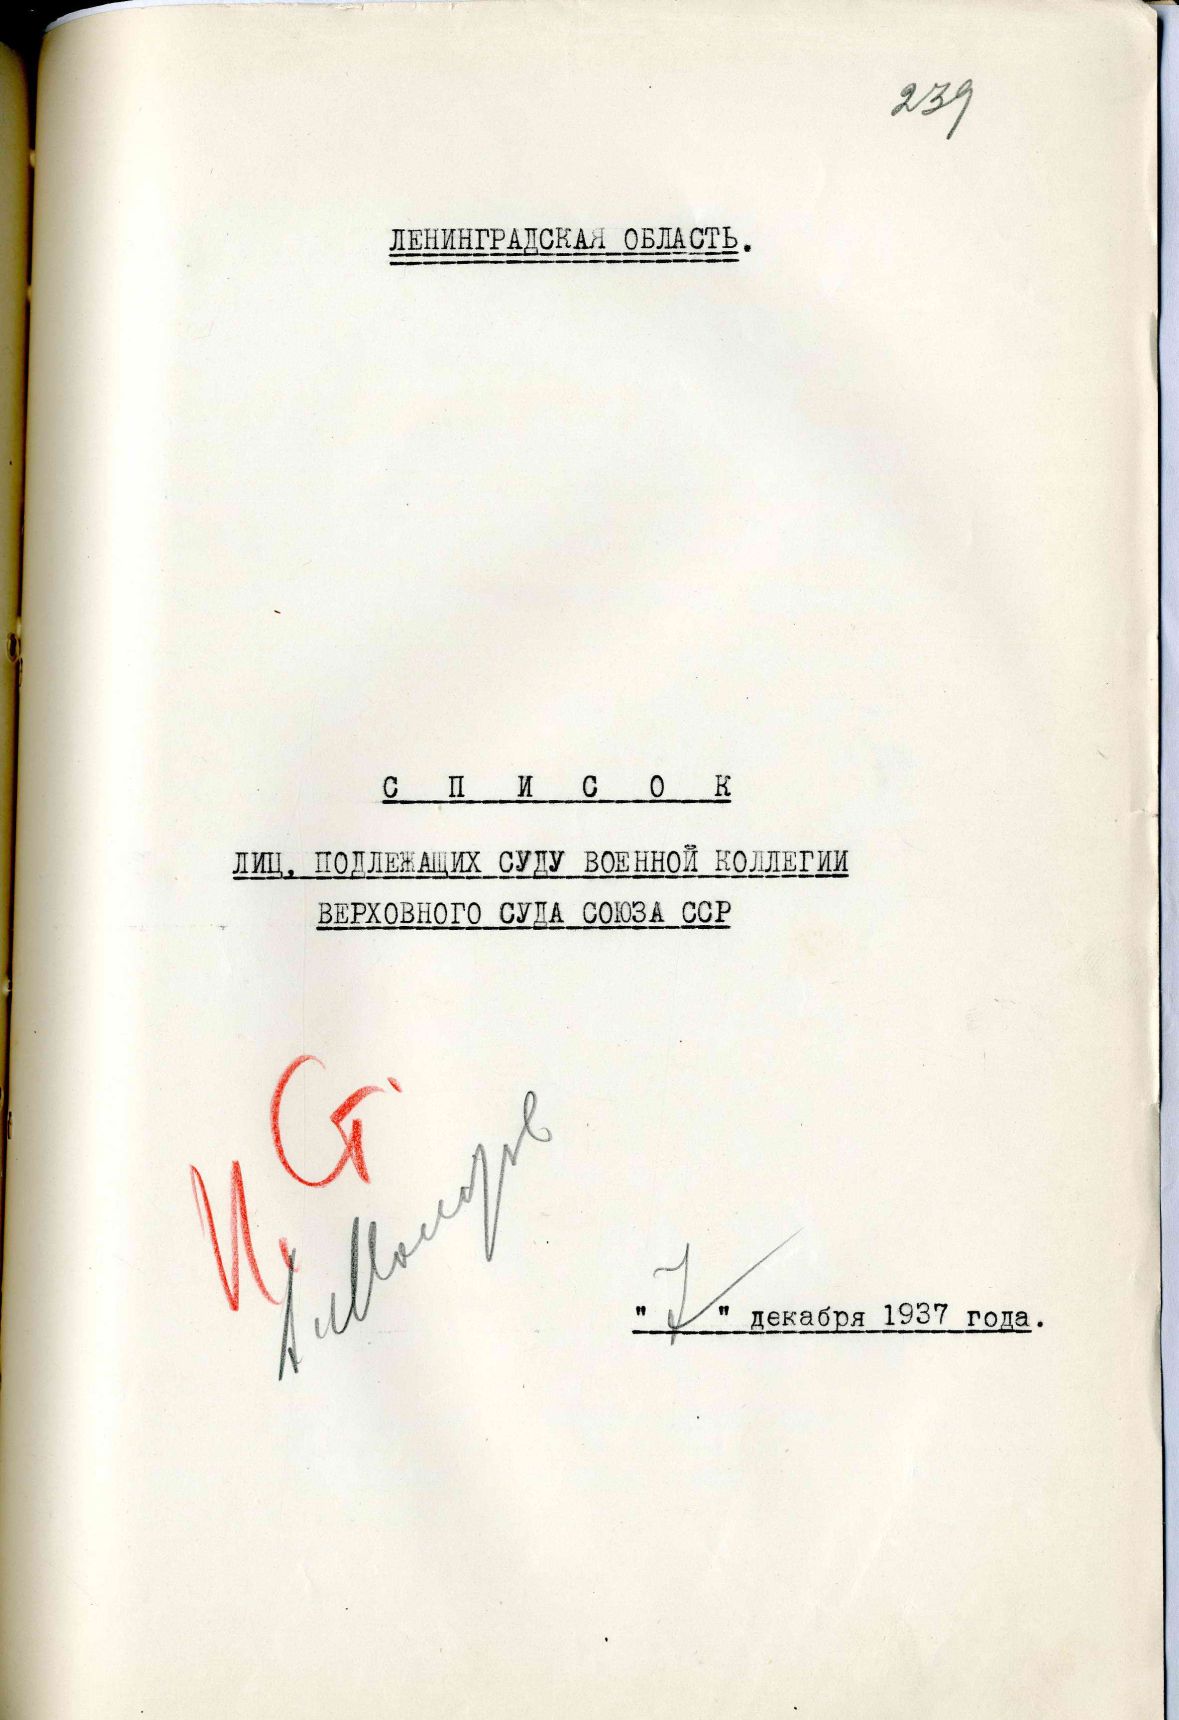 239
ЛЕНИНГРАДСКАЯ ОБЛАСТЬ.
С П И С О К
ЛИЦ, ПОДЛЕЖАЩИХ СУДУ ВОЕННОЙ КОЛЛЕГИИ
ВЕРХОВНОГО СУДА СОЮЗА ССР
И Ст
Молотов
" 7 " декабря 1937 года.